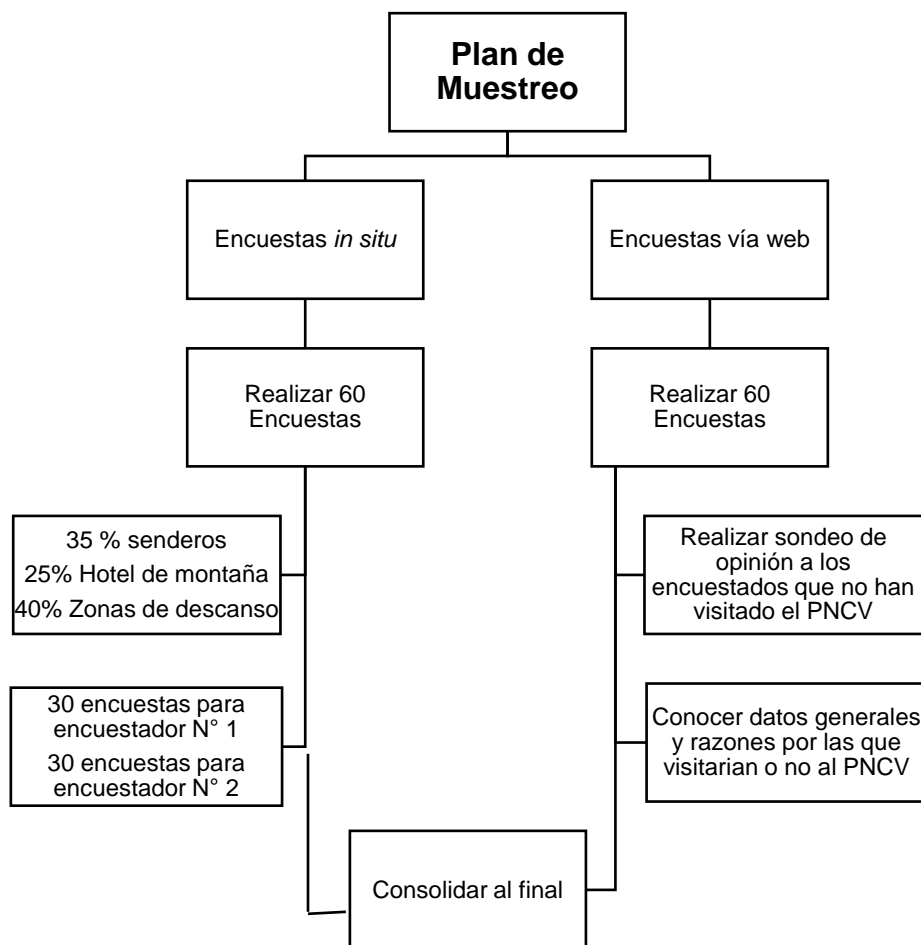 Plan de
Muestreo
Encuestas in situ
Encuestas vía web
Realizar 60
Encuestas
Realizar 60
Encuestas
35 % senderos
25% Hotel de montaña
40% Zonas de descanso
Realizar sondeo de
opinión a los
encuestados que no han
visitado el PNCV
30 encuestas para
encuestador N° 1
30 encuestas para
encuestador N° 2
Conocer datos generales
y razones por las que
visitarian o no al PNCV
Consolidar al final